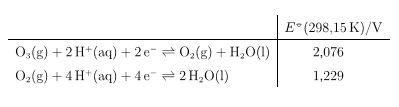 E⦵(298,15 K)/V
O₃(g) + 2 H⁺(aq) + 2 e⁻ ⇌ O₂(g) + H₂O(l) 2,076
O₂(g) + 4 H⁺(aq) + 4 e⁻ ⇌ 2 H₂O(l) 1,229